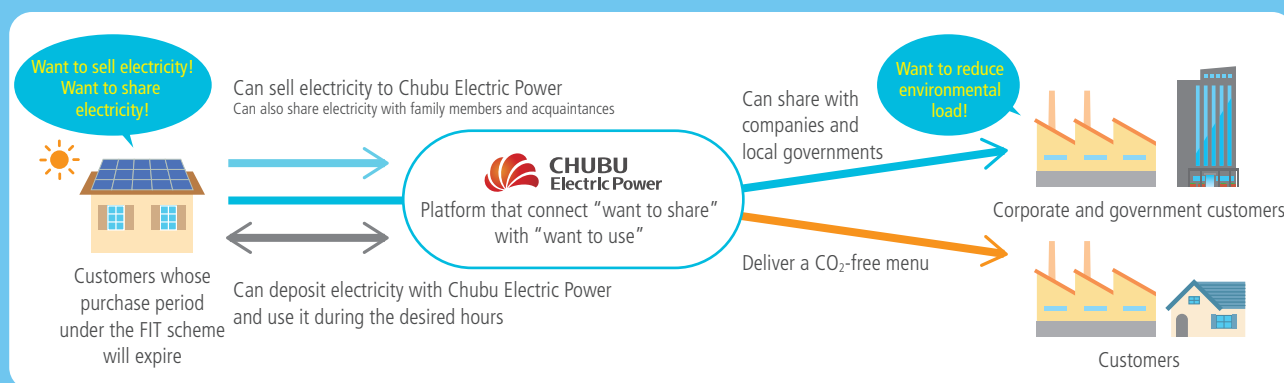 Want to sell electricity!
Want to share
electricity!
Can sell electricity to Chubu Electric Power
Can also share electricity with family members and acquaintances
Can share with
companies and
local governments
Want to reduce
environmental
load!
CHUBU
Electric Power
Platform that connect “want to share”
with “want to use”
Corporate and government customers
Customers whose
purchase period
under the FIT scheme
will expire
Can deposit electricity with Chubu Electric Power
and use it during the desired hours
Deliver a CO₂-free menu
Customers